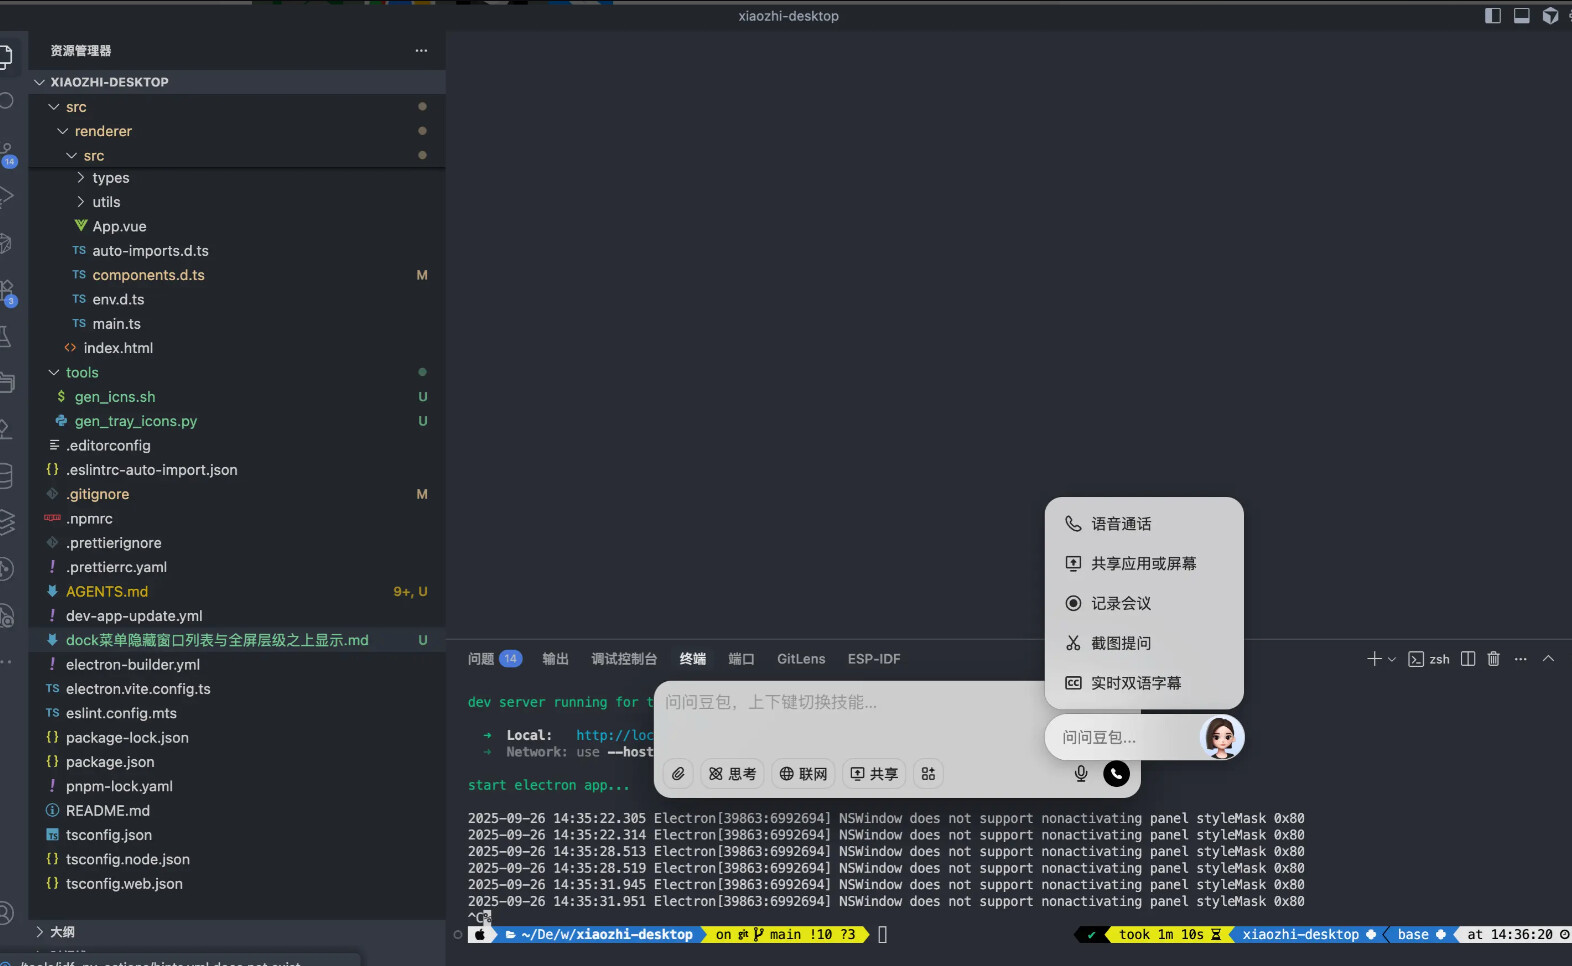 xiaozhi-desktop
资源管理器
XIAOZHI-DESKTOP
src
renderer
src
types
utils
App.vue
TS auto-imports.d.ts
TS components.d.ts M
TS env.d.ts
TS main.ts
index.html
tools
$ gen_icns.sh U
gen_tray_icons.py U
.editorconfig
{} .eslintrc-auto-import.json
.gitignore M
npm .npmrc
.prettierignore
! .prettierrc.yaml
AGENTS.md 9+, U
! dev-app-update.yml
dock菜单隐藏窗口列表与全屏层级之上显示.md U
! electron-builder.yml
TS electron.vite.config.ts
TS eslint.config.mts
{} package-lock.json
{} package.json
! pnpm-lock.yaml
README.md
TS tsconfig.json
{} tsconfig.node.json
{} tsconfig.web.json
大纲
14
3
问题 14 输出 调试控制台 终端 端口 GitLens ESP-IDF
zsh
dev server running for t
➜ Local: http://loc
➜ Network: use --host
start electron app...
2025-09-26 14:35:22.305 Electron[39863:6992694] NSWindow does not support nonactivating panel styleMask 0x80
2025-09-26 14:35:22.314 Electron[39863:6992694] NSWindow does not support nonactivating panel styleMask 0x80
2025-09-26 14:35:28.513 Electron[39863:6992694] NSWindow does not support nonactivating panel styleMask 0x80
2025-09-26 14:35:28.519 Electron[39863:6992694] NSWindow does not support nonactivating panel styleMask 0x80
2025-09-26 14:35:31.945 Electron[39863:6992694] NSWindow does not support nonactivating panel styleMask 0x80
2025-09-26 14:35:31.951 Electron[39863:6992694] NSWindow does not support nonactivating panel styleMask 0x80
^C%
~/De/w/xiaozhi-desktop on git main !10 ?3
✔ took 1m 10s xiaozhi-desktop base at 14:36:20
语音通话
共享应用或屏幕
记录会议
截图提问
CC 实时双语字幕
问问豆包...
问问豆包，上下键切换技能...
思考 联网 共享